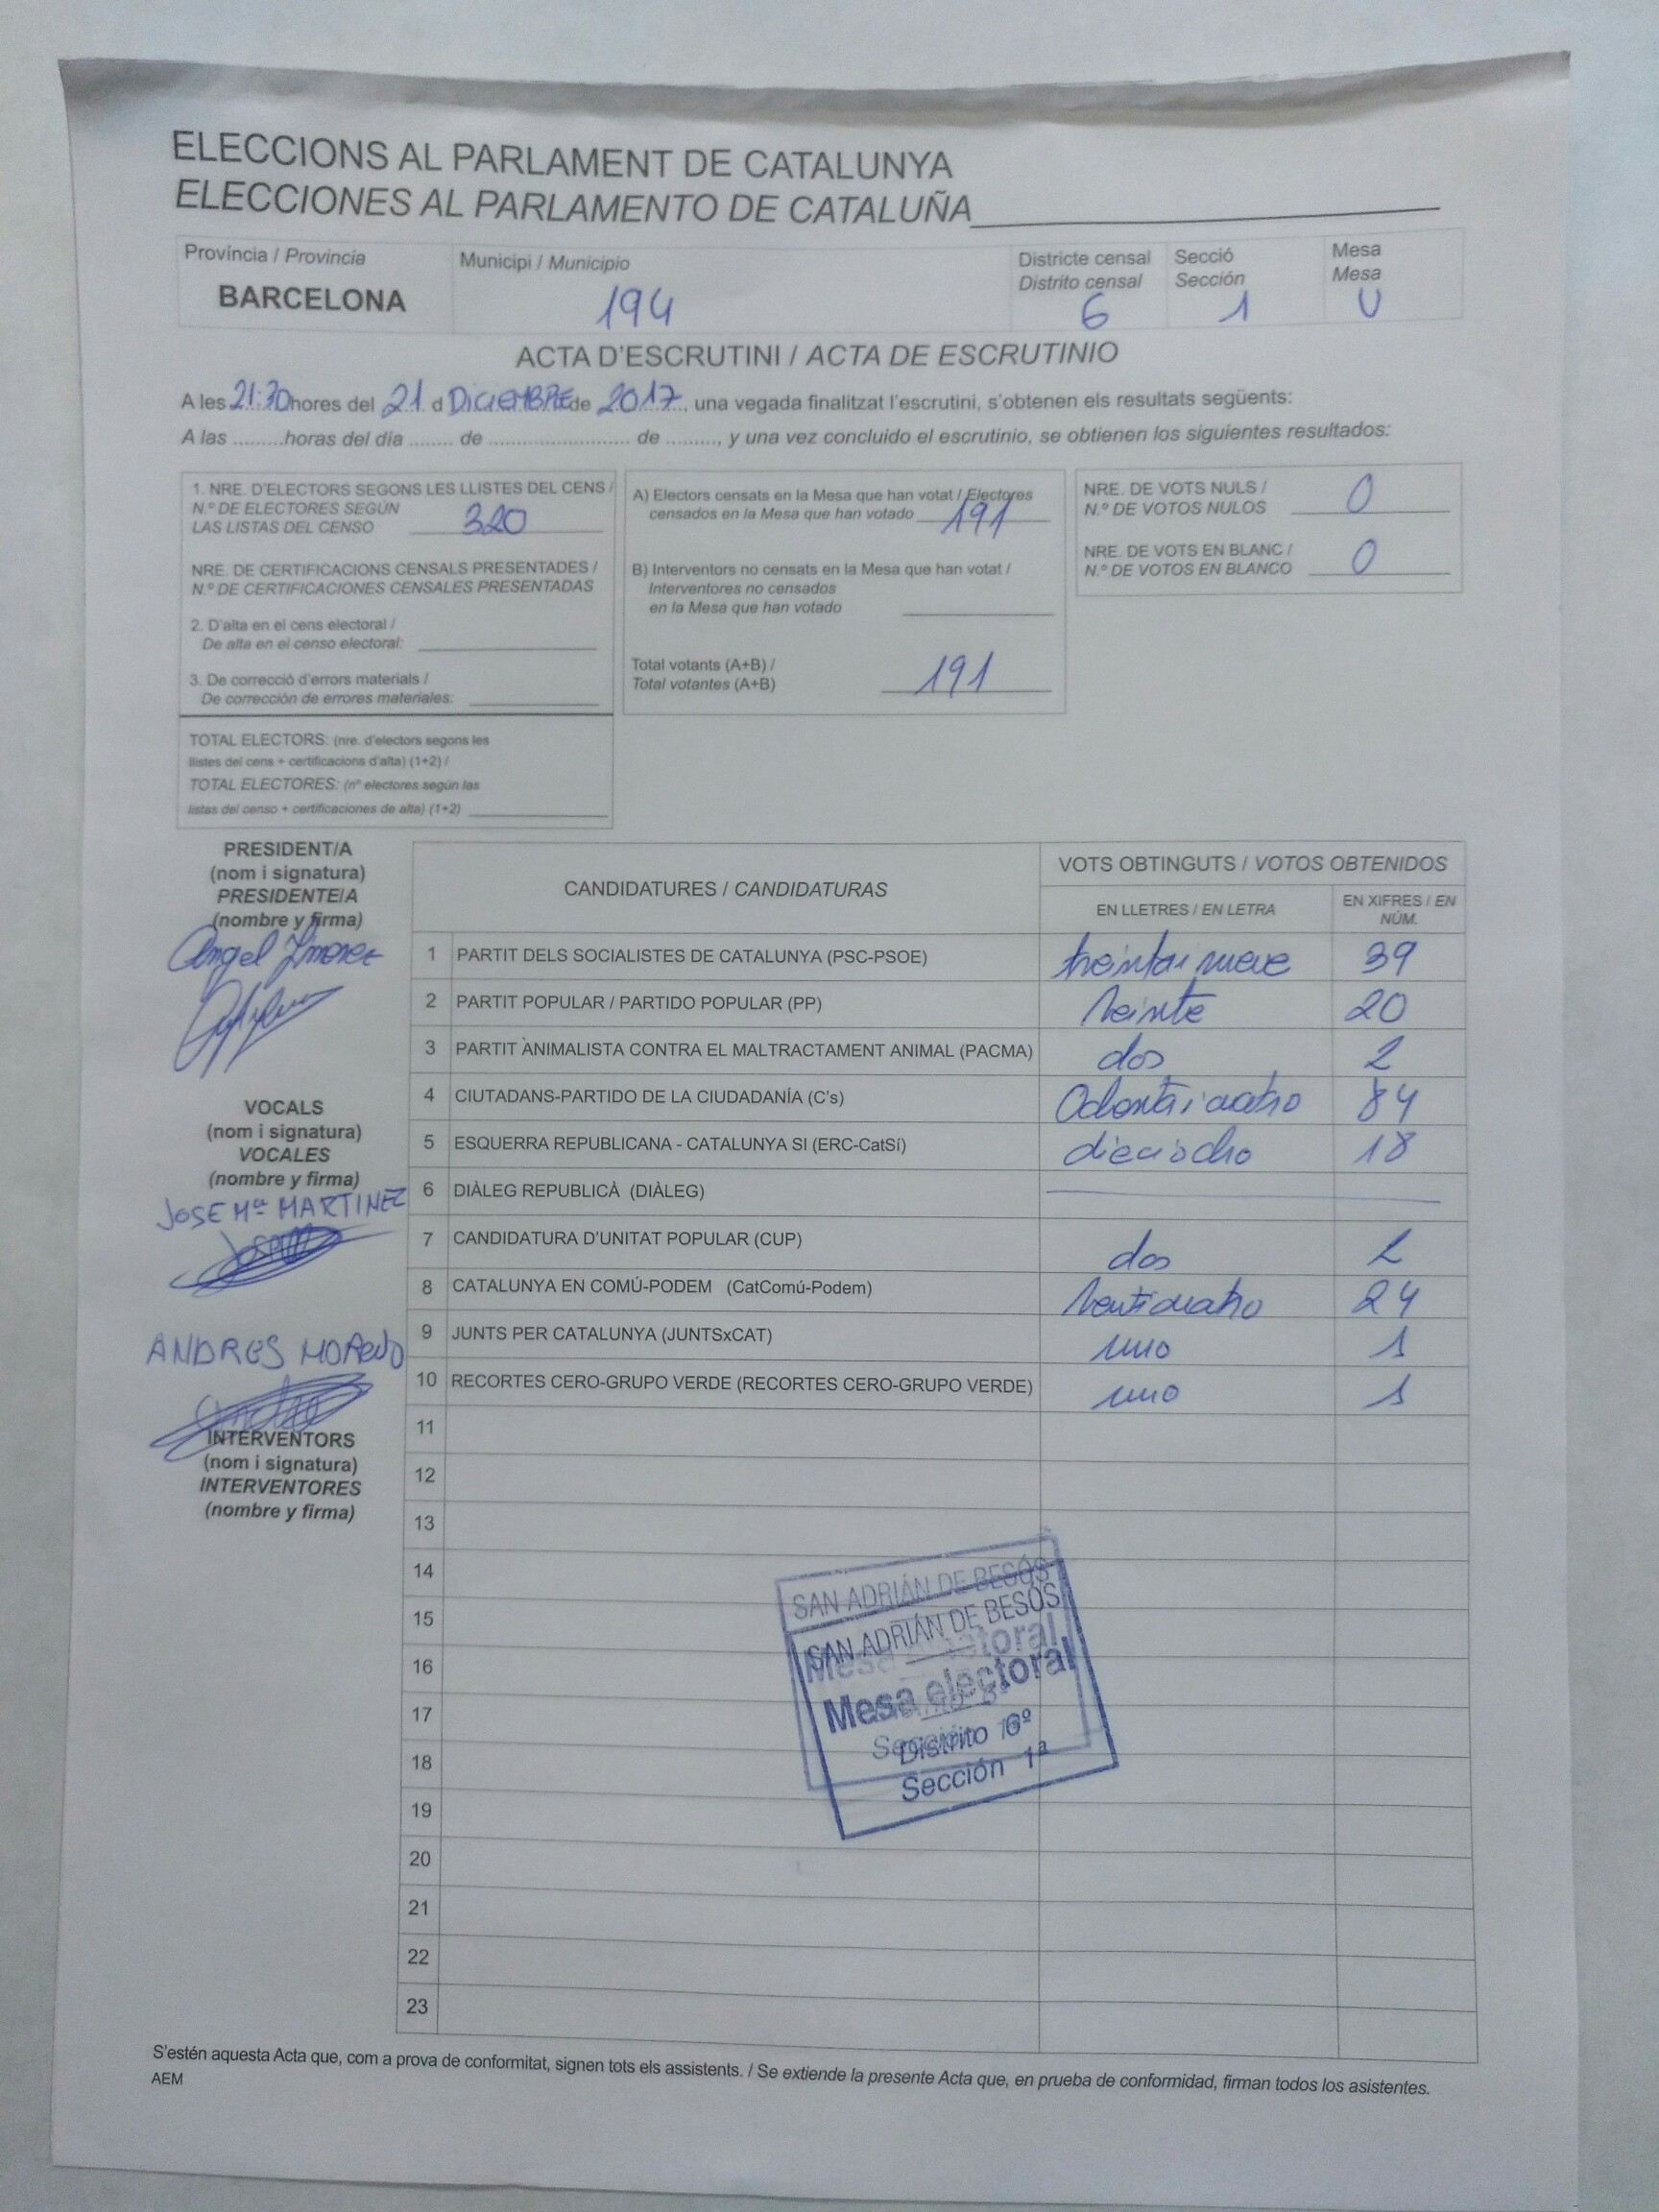 ELECCIONS AL PARLAMENT DE CATALUNYA
ELECCIONES AL PARLAMENTO DE CATALUÑA
Província / Provincia
BARCELONA
Municipi / Municipio
194
Districte censal
Distrito censal
6
Secció
Sección
1
Mesa
Mesa
U
ACTA D'ESCRUTINI / ACTA DE ESCRUTINIO
A les 21:30 hores del 21 d DICIEMBRE de 2017, una vegada finalitzat l'escrutini, s'obtenen els resultats següents:
A las .........horas del día ........ de ............................ de ........., y una vez concluido el escrutinio, se obtienen los siguientes resultados:
1. NRE. D'ELECTORS SEGONS LES LLISTES DEL CENS /
N.º DE ELECTORES SEGÚN
LAS LISTAS DEL CENSO 320
NRE. DE CERTIFICACIONS CENSALS PRESENTADES /
N.º DE CERTIFICACIONES CENSALES PRESENTADAS
2. D'alta en el cens electoral /
De alta en el censo electoral:
3. De correcció d'errors materials /
De corrección de errores materiales:
TOTAL ELECTORS: (nre. d'electors segons les
llistes del cens + certificacions d'alta) (1+2) /
TOTAL ELECTORES: (nº electores según las
listas del censo + certificaciones de alta) (1+2)
A) Electors censats en la Mesa que han votat / Electores
censados en la Mesa que han votado 191
B) Interventors no censats en la Mesa que han votat /
Interventores no censados
en la Mesa que han votado
Total votants (A+B) /
Total votantes (A+B) 191
NRE. DE VOTS NULS /
N.º DE VOTOS NULOS 0
NRE. DE VOTS EN BLANC /
N.º DE VOTOS EN BLANCO 0
PRESIDENT/A
(nom i signatura)
PRESIDENTE/A
(nombre y firma)
Angel Jimenez
VOCALS
(nom i signatura)
VOCALES
(nombre y firma)
JOSE Mª MARTINEZ
ANDRES MORENO
INTERVENTORS
(nom i signatura)
INTERVENTORES
(nombre y firma)
CANDIDATURES / CANDIDATURAS
VOTS OBTINGUTS / VOTOS OBTENIDOS
EN LLETRES / EN LETRA
EN XIFRES / EN
NÚM.
1 PARTIT DELS SOCIALISTES DE CATALUNYA (PSC-PSOE) treintai nueve 39
2 PARTIT POPULAR / PARTIDO POPULAR (PP) Veinte 20
3 PARTIT ANIMALISTA CONTRA EL MALTRACTAMENT ANIMAL (PACMA) dos 2
4 CIUTADANS-PARTIDO DE LA CIUDADANÍA (C's) Ochenta i cuatro 84
5 ESQUERRA REPUBLICANA - CATALUNYA SI (ERC-CatSí) dieciocho 18
6 DIÀLEG REPUBLICÀ (DIÀLEG)
7 CANDIDATURA D'UNITAT POPULAR (CUP) dos 2
8 CATALUNYA EN COMÚ-PODEM (CatComú-Podem) Venticuatro 24
9 JUNTS PER CATALUNYA (JUNTSxCAT) uno 1
10 RECORTES CERO-GRUPO VERDE (RECORTES CERO-GRUPO VERDE) uno 1
11
12
13
14
15
16
17
18
19
20
21
22
23
SAN ADRIÁN DE BESÓS
SAN ADRIÁN DE BESÓS
Mesa electoral
Distrito 6º
Sección 1ª
S'estén aquesta Acta que, com a prova de conformitat, signen tots els assistents. / Se extiende la presente Acta que, en prueba de conformidad, firman todos los asistentes.
AEM